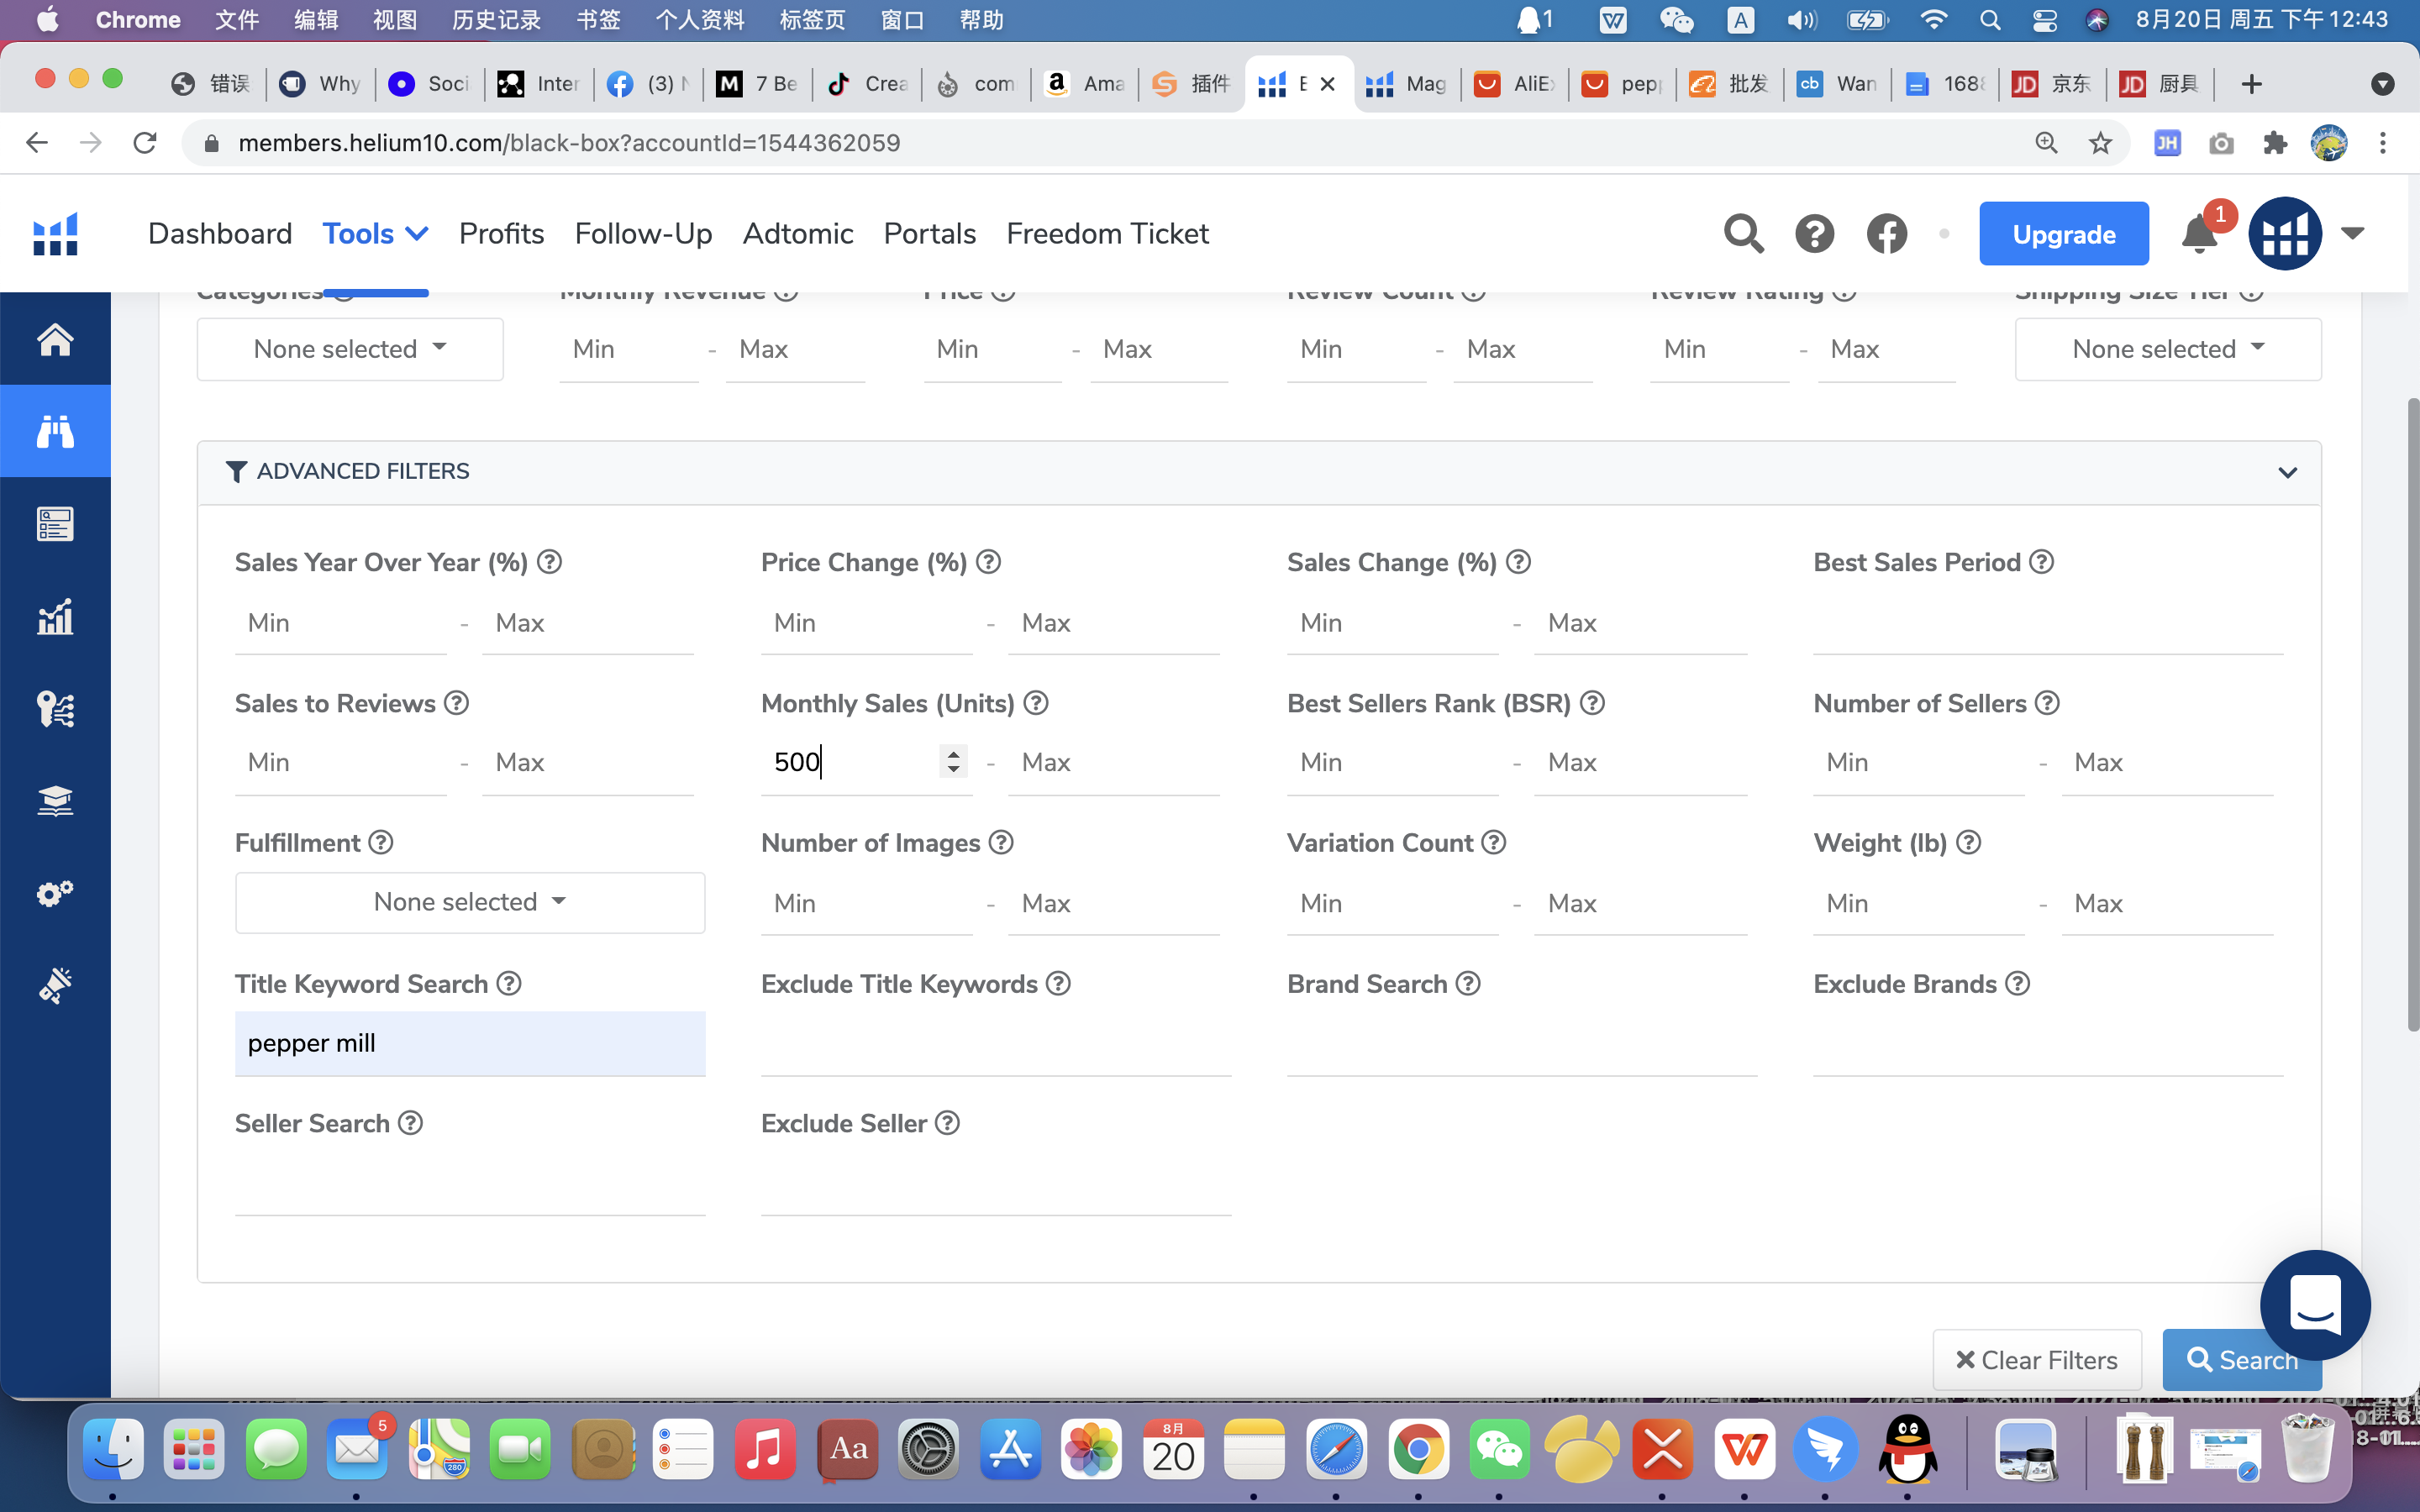 Chrome 文件 编辑 视图 历史记录 书签 个人资料 标签页 窗口 帮助 1 W A 8月20日 周五 下午 12:43
错误 Why Soci Inter (3) M 7 Be Crea com Ama 插件 E Mag AliE pep 批发 cb Wan 168 JD 京东 JD 厨具
members.helium10.com/black-box?accountId=1544362059 JH
Dashboard Tools Profits Follow-Up Adtomic Portals Freedom Ticket Upgrade 1
Categories Monthly Revenue Price Review Count Review Rating Shipping Size Tier
None selected Min - Max Min - Max Min - Max Min - Max None selected
ADVANCED FILTERS
Sales Year Over Year (%) Price Change (%) Sales Change (%) Best Sales Period
Min - Max Min - Max Min - Max
Sales to Reviews Monthly Sales (Units) Best Sellers Rank (BSR) Number of Sellers
Min - Max 500 - Max Min - Max Min - Max
Fulfillment Number of Images Variation Count Weight (lb)
None selected Min - Max Min - Max Min - Max
Title Keyword Search Exclude Title Keywords Brand Search Exclude Brands
pepper mill
Seller Search Exclude Seller
Clear Filters Search
5 280 Aa 8月 20 W